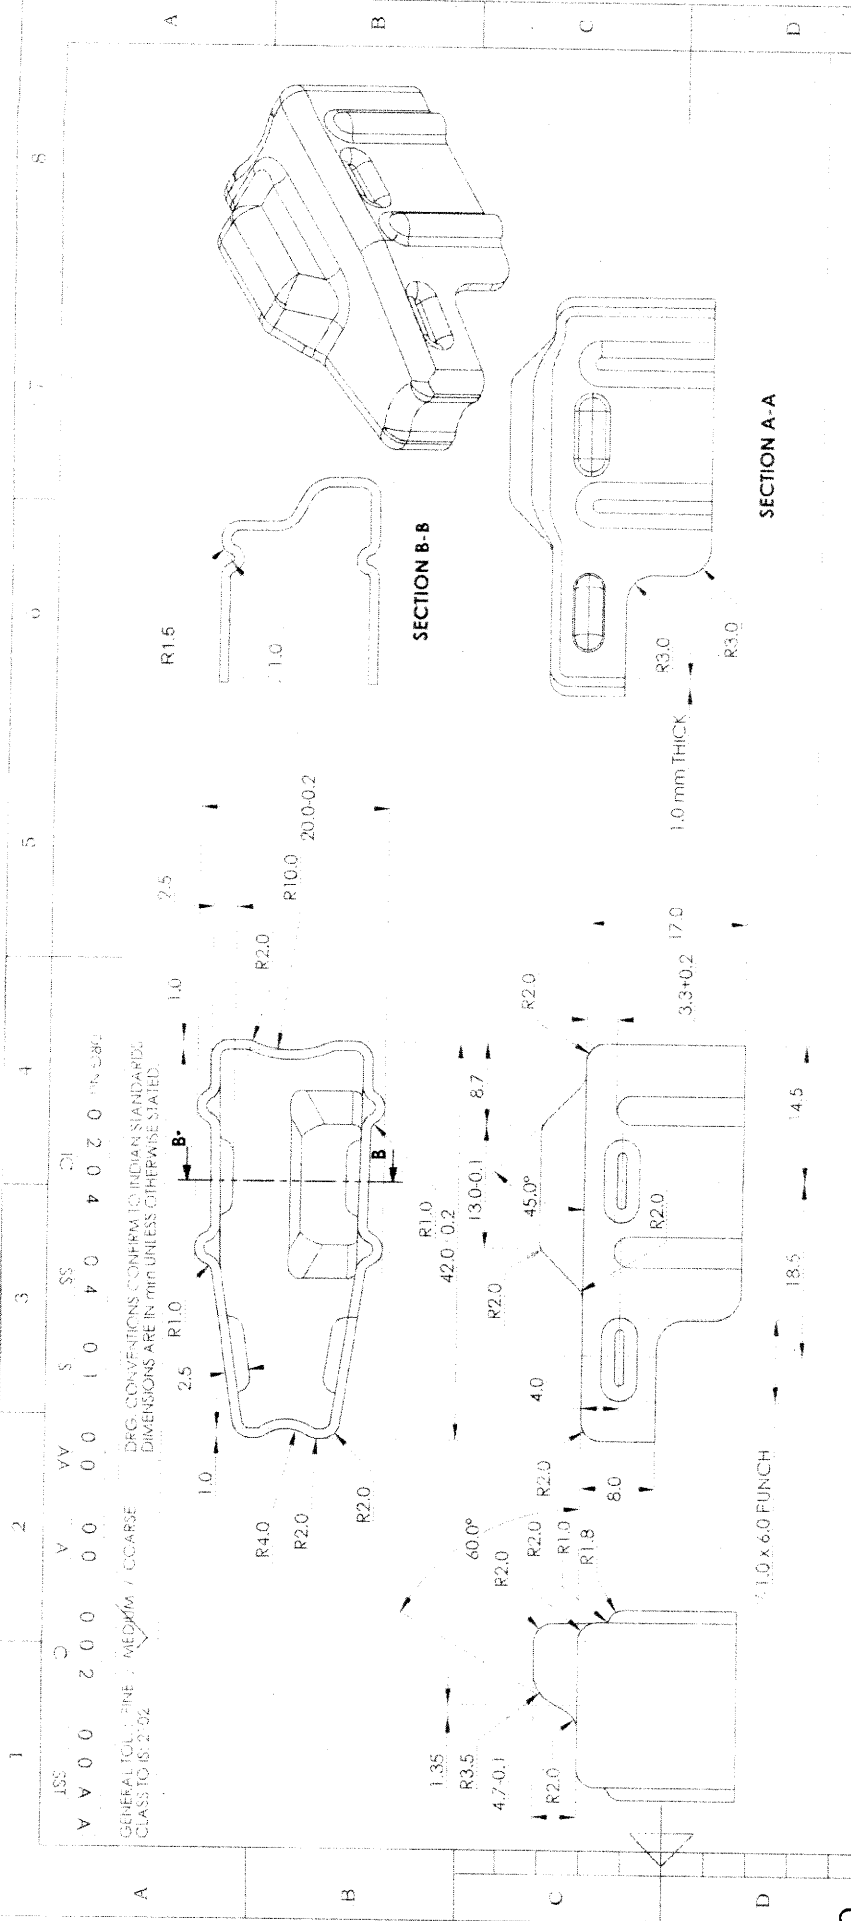 1
2
3
4
5
6
7
8
SST C A AA S SS IC
DRG. No. 0 2 0 4 0 4 0 1 0 0 0 0 0 0 2 0 0 A A
GENERAL TOL : FINE / MEDIUM / COARSE
CLASS TO IS: 2102
DRG. CONVENTIONS CONFIRM TO INDIAN STANDARDS.
DIMENSIONS ARE IN mm UNLESS OTHERWISE STATED.
A
A
B
B
C
C
D
D
1.0
2.5
R1.0
R4.0
R2.0
R2.0
B
B
1.0
2.5
R2.0
R10.0
20.0-0.2
R1.0
R1.5
1.0
SECTION B-B
42.0-0.2
13.0-0.1
8.7
R2.0
45.0°
4.0
R2.0
R2.0
R2.0
8.0
3.3+0.2
17.0
18.5
14.5
1.0 x 6.0 PUNCH
1.35
R3.5
4.7-0.1
R2.0
60.0°
R2.0
R2.0
R1.0
R1.8
1.0 mm THICK
R3.0
R3.0
SECTION A-A